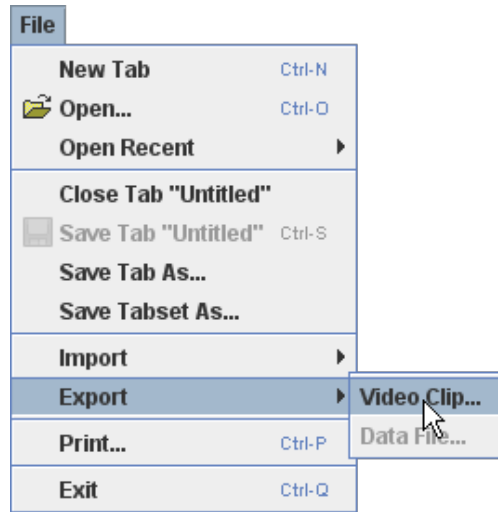 File
New Tab Ctrl-N
Open... Ctrl-O
Open Recent
Close Tab "Untitled"
Save Tab "Untitled" Ctrl-S
Save Tab As...
Save Tabset As...
Import
Export
Video Clip...
Data File...
Print... Ctrl-P
Exit Ctrl-Q